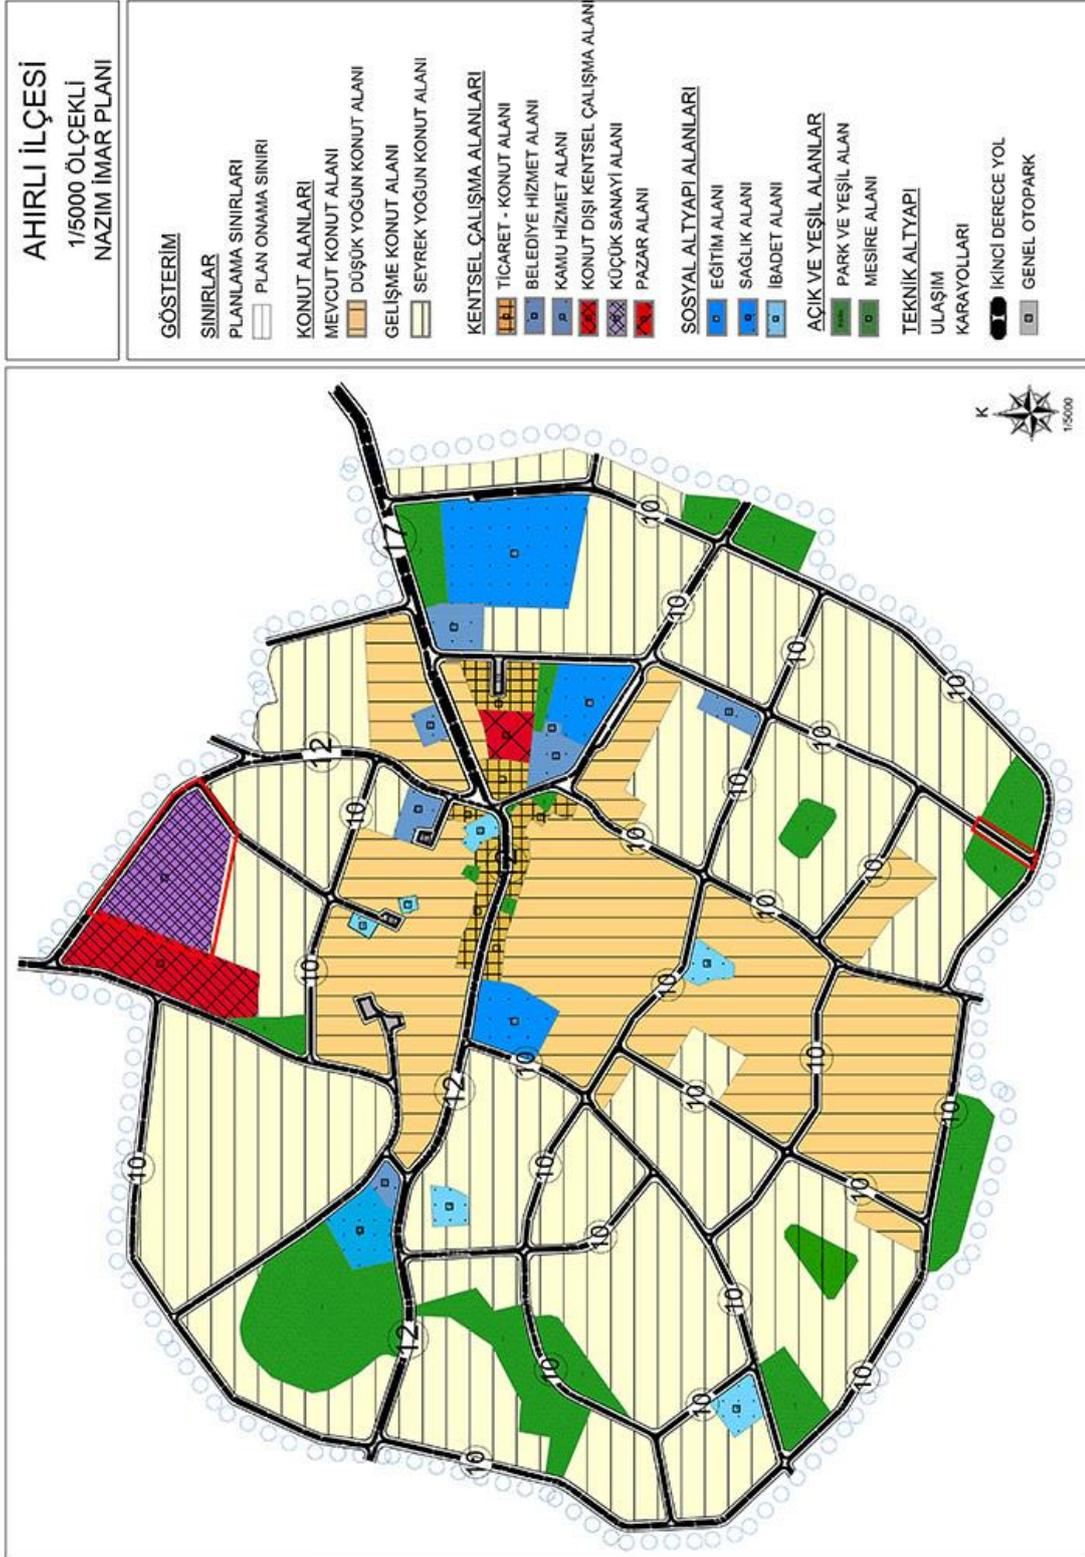 AHIRLI İLÇESİ
1/5000 ÖLÇEKLİ
NAZIM İMAR PLANI
GÖSTERİM
SINIRLAR
PLANLAMA SINIRLARI
PLAN ONAMA SINIRI
KONUT ALANLARI
MEVCUT KONUT ALANI
DÜŞÜK YOĞUN KONUT ALANI
GELİŞME KONUT ALANI
SEYREK YOĞUN KONUT ALANI
KENTSEL ÇALIŞMA ALANLARI
TİCARET - KONUT ALANI
BELEDİYE HİZMET ALANI
KAMU HİZMET ALANI
KONUT DIŞI KENTSEL ÇALIŞMA ALANI
KÜÇÜK SANAYİ ALANI
PAZAR ALANI
SOSYAL ALTYAPI ALANLARI
EĞİTİM ALANI
SAĞLIK ALANI
İBADET ALANI
AÇIK VE YEŞİL ALANLAR
PARK VE YEŞİL ALAN
MESİRE ALANI
TEKNİK ALTYAPI
ULAŞIM
KARAYOLLARI
İKİNCİ DERECE YOL
GENEL OTOPARK
K
1/5000
17
12
10
10
10
10
10
10
10
10
10
10
10
10
12
10
10
10
10
10
10
10
10
10
12
10
10
10
10